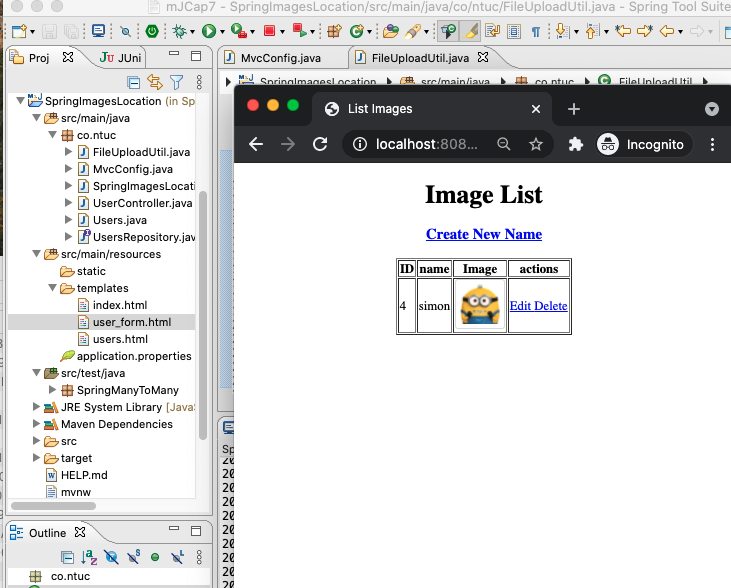 mJCap7 - SpringImagesLocation/src/main/java/co/ntuc/FileUploadUtil.java - Spring Tool Suite
Proj JUni MvcConfig.java FileUploadUtil.java
SpringImagesLocation src/main/java co.ntuc FileUploadUtil
SpringImagesLocation (in Sp
src/main/java
co.ntuc
FileUploadUtil.java
MvcConfig.java
SpringImagesLocati
UserController.java
Users.java
UsersRepository.jav
src/main/resources
static
templates
index.html
user_form.html
users.html
application.properties
src/test/java
SpringManyToMany
JRE System Library [Java
Maven Dependencies
src
target
HELP.md
mvnw
Outline
co.ntuc
List Images
localhost:808... Incognito
Image List
Create New Name
ID name Image actions
4 simon Edit Delete
Sp
20
20
20
20
20
20
20
20